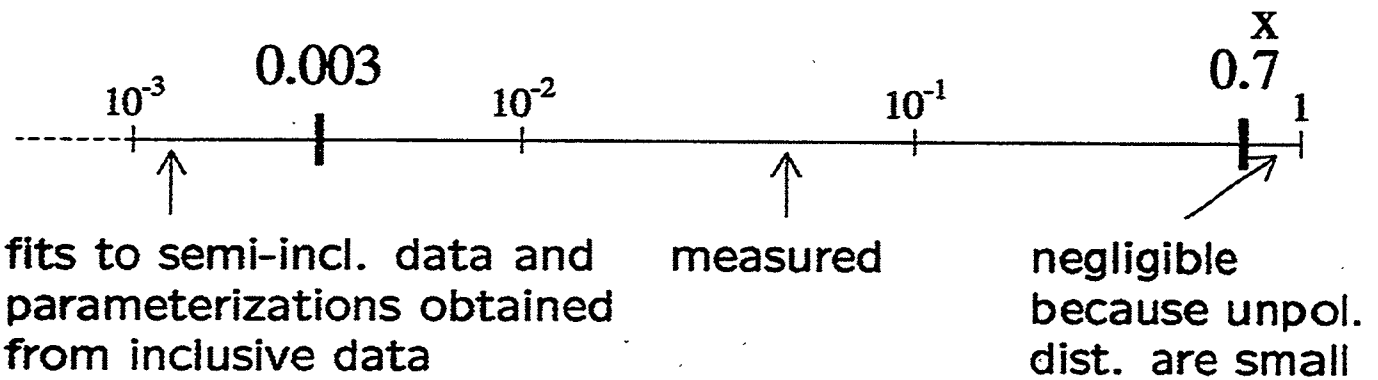 x
0.003 0.7
10^-3 10^-2 10^-1 1
fits to semi-incl. data and measured negligible
parameterizations obtained because unpol.
from inclusive data dist. are small